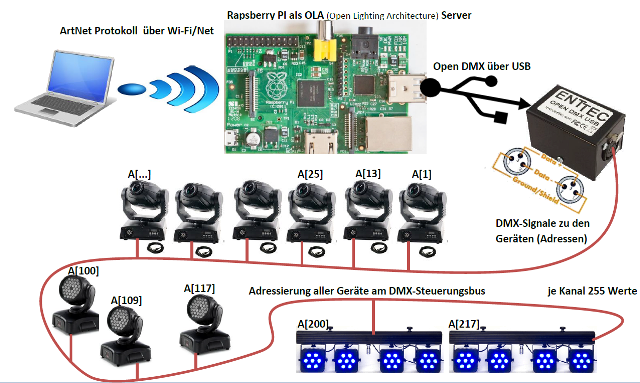 Rapsberry PI als OLA (Open Lighting Architecture) Server
ArtNet Protokoll über Wi-Fi/Net
Open DMX über USB
ENTTEC
OPEN DMX USB
Data+
Data-
Ground/Shield
DMX-Signale zu den
Geräten (Adressen)
A[...]
A[25]
A[13]
A[1]
A[100]
A[109]
A[117]
Adressierung aller Geräte am DMX-Steuerungsbus
je Kanal 255 Werte
A[200]
A[217]